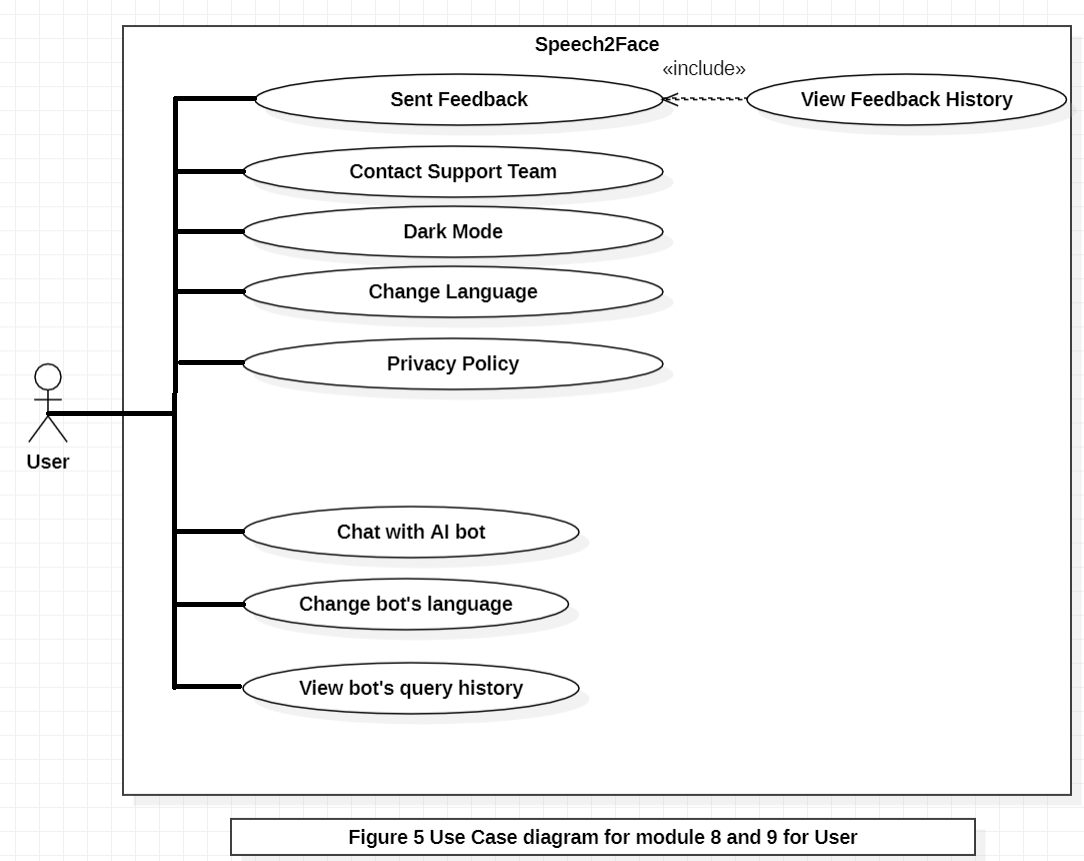 Speech2Face
«include»
Sent Feedback
View Feedback History
Contact Support Team
Dark Mode
Change Language
Privacy Policy
User
Chat with AI bot
Change bot's language
View bot's query history
Figure 5 Use Case diagram for module 8 and 9 for User